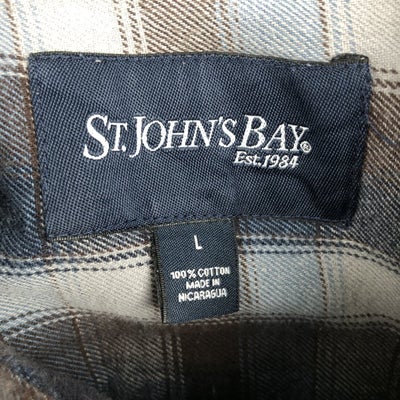 ST. JOHN'S BAY®
Est. 1984
L
100% COTTON
MADE IN
NICARAGUA